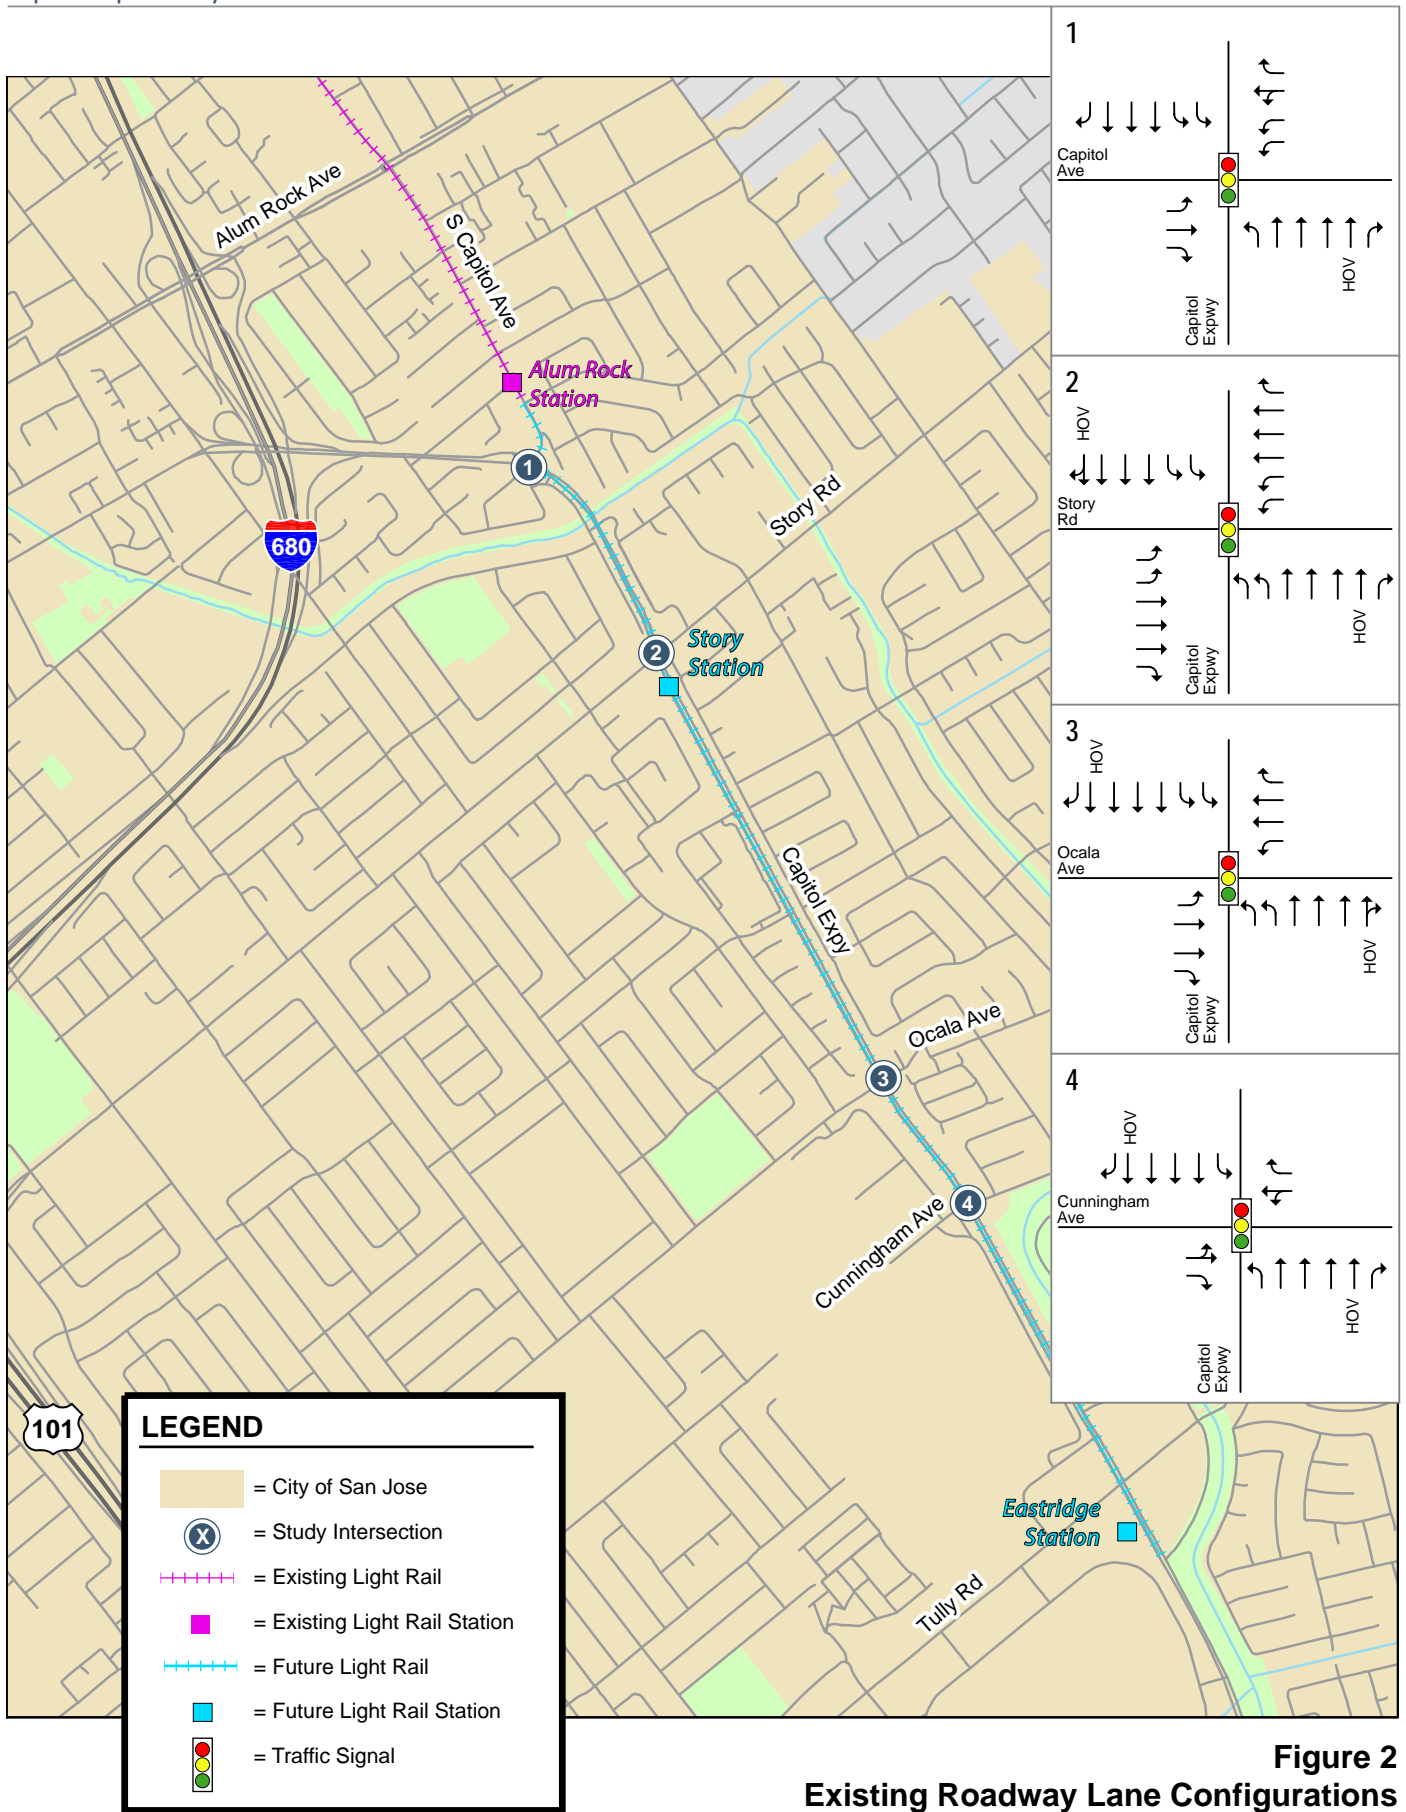 1
Capitol
Ave
HOV
Capitol
Expwy
2
HOV
Story
Rd
HOV
Capitol
Expwy
3
HOV
Ocala
Ave
HOV
Capitol
Expwy
4
HOV
Cunningham
Ave
HOV
Capitol
Expwy
Alum Rock Ave
S Capitol Ave
Alum Rock
Station
1
680
Story Rd
2
Story
Station
Capitol Expy
Ocala Ave
3
4
Cunningham Ave
101
Eastridge
Station
Tully Rd
LEGEND
= City of San Jose
X
= Study Intersection
= Existing Light Rail
= Existing Light Rail Station
= Future Light Rail
= Future Light Rail Station
= Traffic Signal
Figure 2
Existing Roadway Lane Configurations